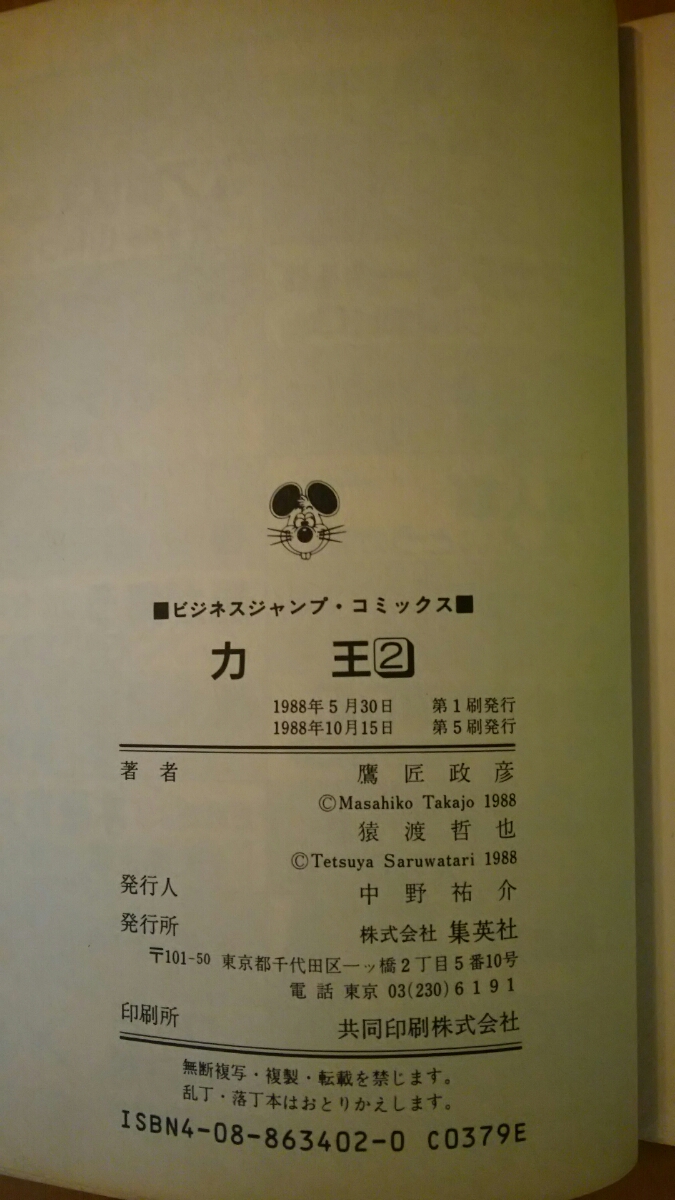 ■ビジネスジャンプ・コミックス■
力 王 2
1988年5月30日 第1刷発行
1988年10月15日 第5刷発行
著者 鷹匠政彦
©Masahiko Takajo 1988
猿渡哲也
©Tetsuya Saruwatari 1988
発行人 中野祐介
発行所 株式会社 集英社
〒101-50 東京都千代田区一ッ橋2丁目5番10号
電話 東京 03(230)6191
印刷所 共同印刷株式会社
無断複写・複製・転載を禁じます。
乱丁・落丁本はおとりかえします。
ISBN4-08-863402-0 C0379E